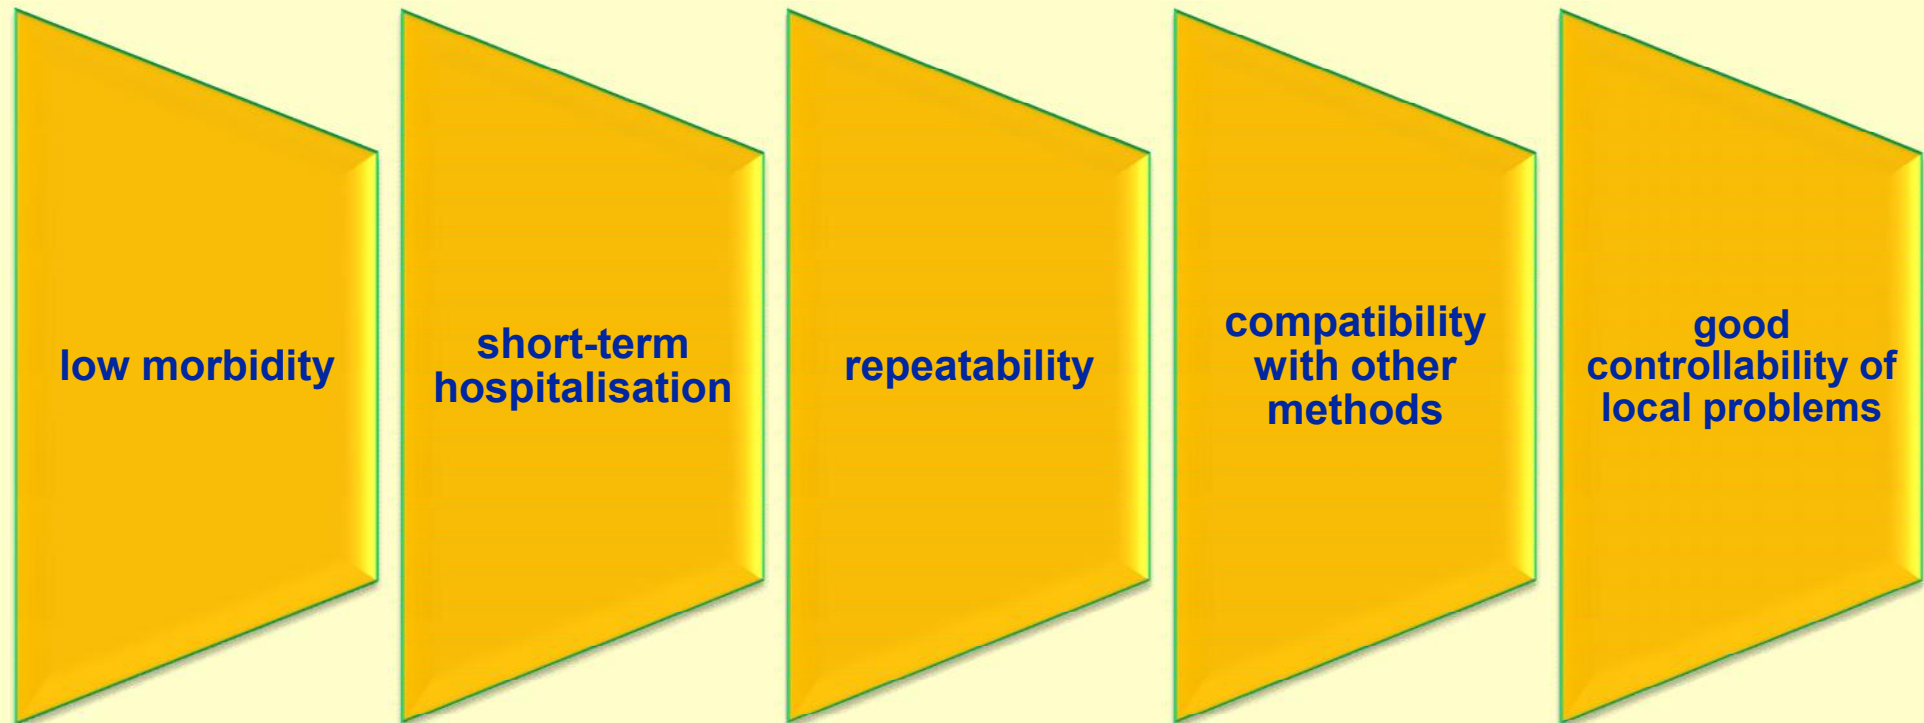 low morbidity
short-term
hospitalisation
repeatability
compatibility
with other
methods
good
controllability of
local problems